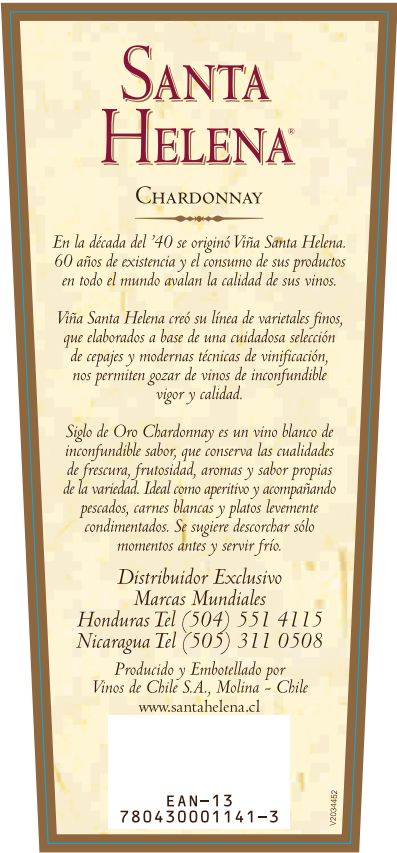 SANTA
HELENA®
CHARDONNAY
En la década del ’40 se originó Viña Santa Helena.
60 años de existencia y el consumo de sus productos
en todo el mundo avalan la calidad de sus vinos.
Viña Santa Helena creó su línea de varietales finos,
que elaborados a base de una cuidadosa selección
de cepajes y modernas técnicas de vinificación,
nos permiten gozar de vinos de inconfundible
vigor y calidad.
Siglo de Oro Chardonnay es un vino blanco de
inconfundible sabor, que conserva las cualidades
de frescura, frutosidad, aromas y sabor propias
de la variedad. Ideal como aperitivo y acompañando
pescados, carnes blancas y platos levemente
condimentados. Se sugiere descorchar sólo
momentos antes y servir frío.
Distribuidor Exclusivo
Marcas Mundiales
Honduras Tel (504) 551 4115
Nicaragua Tel (505) 311 0508
Producido y Embotellado por
Vinos de Chile S.A., Molina - Chile
www.santahelena.cl
EAN-13
780430001141-3
V2034452